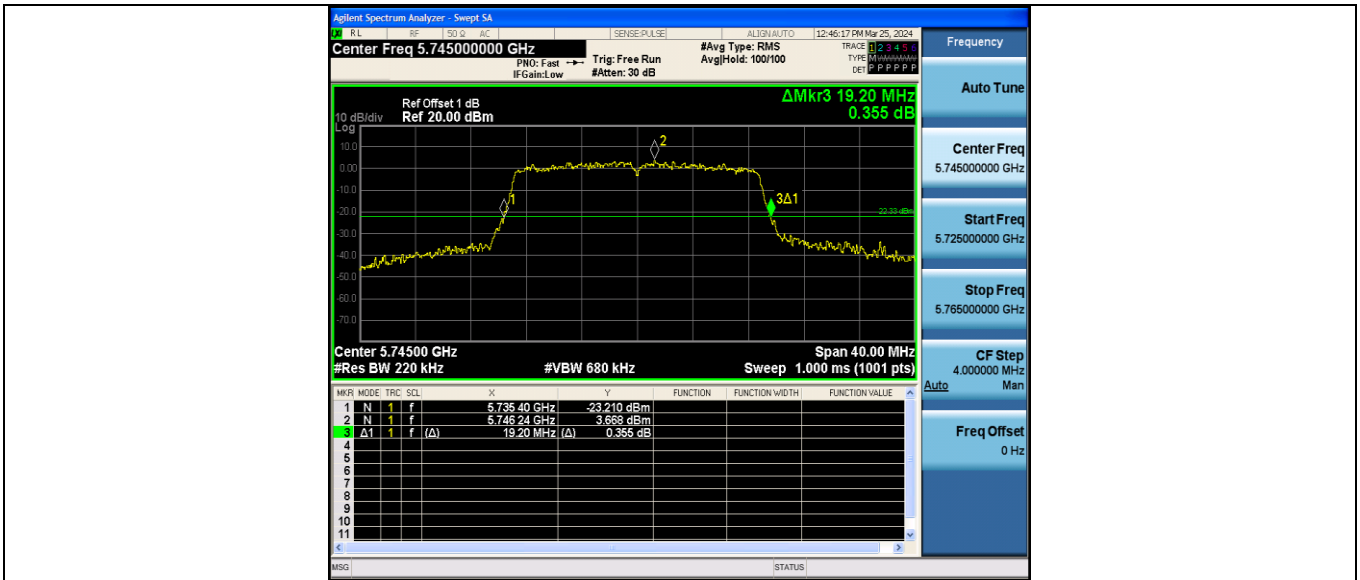 Agilent Spectrum Analyzer - Swept SA
LXI RL RF 50 Ω AC SENSE:PULSE ALIGNAUTO 12:46:17 PM Mar 25, 2024
Center Freq 5.745000000 GHz
#Avg Type: RMS
TRACE 1 2 3 4 5 6
PNO: Fast Trig: Free Run Avg|Hold: 100/100
TYPE M WWWWW
IFGain:Low #Atten: 30 dB
DET P P P P P P
ΔMkr3 19.20 MHz
0.355 dB
Ref Offset 1 dB
10 dB/div Ref 20.00 dBm
Log
10.0
0.00
-10.0
-20.0
-30.0
-40.0
-50.0
-60.0
-70.0
1
2
3Δ1
-22.33 dBm
Center 5.74500 GHz Span 40.00 MHz
#Res BW 220 kHz #VBW 680 kHz Sweep 1.000 ms (1001 pts)
MKR MODE TRC SCL X Y FUNCTION FUNCTION WIDTH FUNCTION VALUE
1 N 1 f 5.735 40 GHz -23.210 dBm
2 N 1 f 5.746 24 GHz 3.668 dBm
3 Δ1 1 f (Δ) 19.20 MHz (Δ) 0.355 dB
4
5
6
7
8
9
10
11
MSG STATUS
Frequency
Auto Tune
Center Freq
5.745000000 GHz
Start Freq
5.725000000 GHz
Stop Freq
5.765000000 GHz
CF Step
4.000000 MHz
Auto Man
Freq Offset
0 Hz